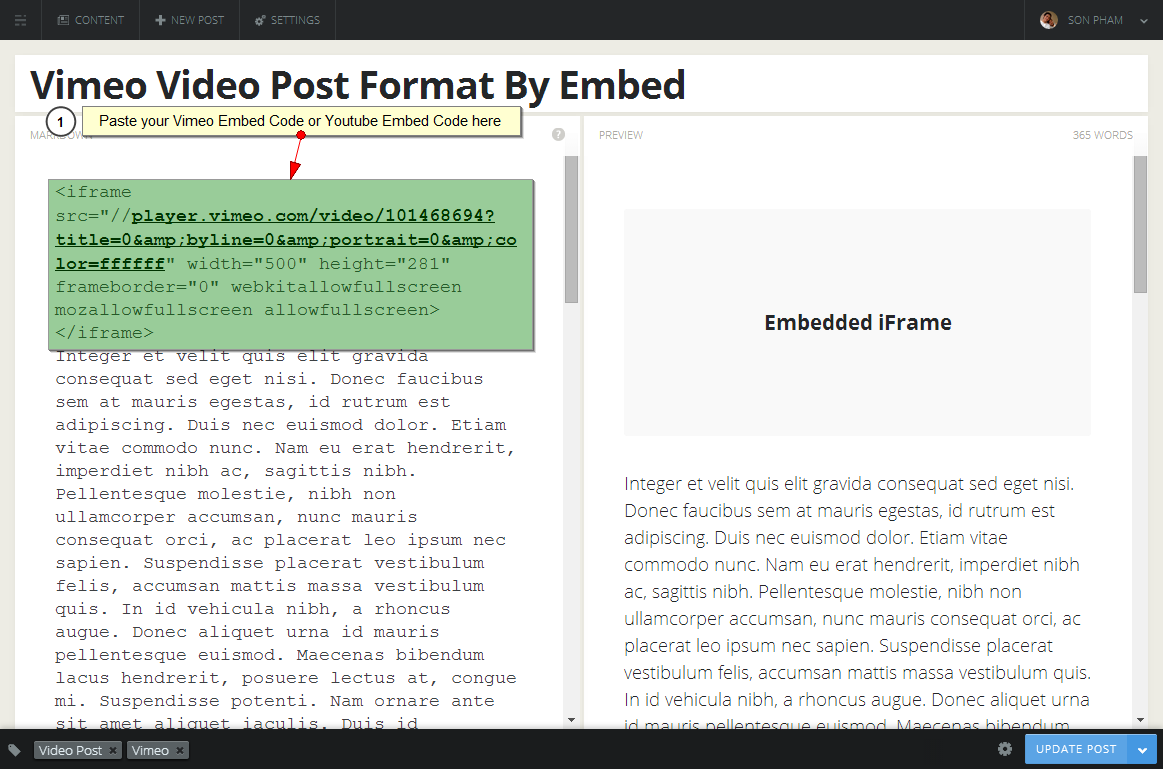 CONTENT
NEW POST
SETTINGS
SON PHAM
Vimeo Video Post Format By Embed
1
Paste your Vimeo Embed Code or Youtube Embed Code here
MARKDOWN
?
<iframe
src="//player.vimeo.com/video/101468694?
title=0&amp;byline=0&amp;portrait=0&amp;co
lor=ffffff" width="500" height="281"
frameborder="0" webkitallowfullscreen
mozallowfullscreen allowfullscreen>
</iframe>
Integer et velit quis elit gravida
consequat sed eget nisi. Donec faucibus
sem at mauris egestas, id rutrum est
adipiscing. Duis nec euismod dolor. Etiam
vitae commodo nunc. Nam eu erat hendrerit,
imperdiet nibh ac, sagittis nibh.
Pellentesque molestie, nibh non
ullamcorper accumsan, nunc mauris
consequat orci, ac placerat leo ipsum nec
sapien. Suspendisse placerat vestibulum
felis, accumsan mattis massa vestibulum
quis. In id vehicula nibh, a rhoncus
augue. Donec aliquet urna id mauris
pellentesque euismod. Maecenas bibendum
lacus hendrerit, posuere lectus at, congue
mi. Suspendisse potenti. Nam ornare ante
sit amet aliquet iaculis. Duis id
PREVIEW
365 WORDS
Embedded iFrame
Integer et velit quis elit gravida consequat sed eget nisi.
Donec faucibus sem at mauris egestas, id rutrum est
adipiscing. Duis nec euismod dolor. Etiam vitae
commodo nunc. Nam eu erat hendrerit, imperdiet nibh
ac, sagittis nibh. Pellentesque molestie, nibh non
ullamcorper accumsan, nunc mauris consequat orci, ac
placerat leo ipsum nec sapien. Suspendisse placerat
vestibulum felis, accumsan mattis massa vestibulum quis.
In id vehicula nibh, a rhoncus augue. Donec aliquet urna
id mauris pellentesque euismod. Maecenas bibendum
Video Post ×
Vimeo ×
UPDATE POST